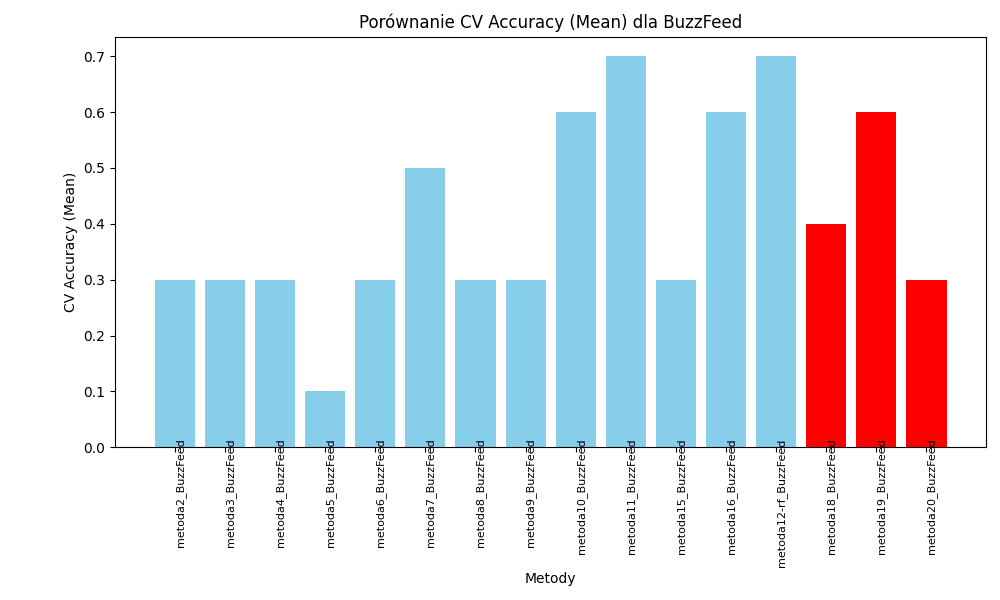 Porównanie CV Accuracy (Mean) dla BuzzFeed
CV Accuracy (Mean)
0.7
0.6
0.5
0.4
0.3
0.2
0.1
0.0
metoda2_BuzzFeed
metoda3_BuzzFeed
metoda4_BuzzFeed
metoda5_BuzzFeed
metoda6_BuzzFeed
metoda7_BuzzFeed
metoda8_BuzzFeed
metoda9_BuzzFeed
metoda10_BuzzFeed
metoda11_BuzzFeed
metoda15_BuzzFeed
metoda16_BuzzFeed
metoda12-rf_BuzzFeed
metoda18_BuzzFeed
metoda19_BuzzFeed
metoda20_BuzzFeed
Metody